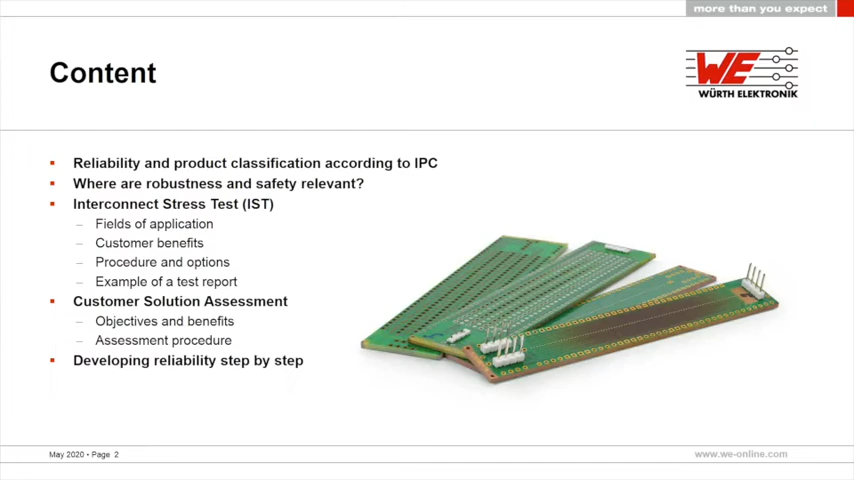 more than you expect
Content
WE
WÜRTH ELEKTRONIK
Reliability and product classification according to IPC
Where are robustness and safety relevant?
Interconnect Stress Test (IST)
– Fields of application
– Customer benefits
– Procedure and options
– Example of a test report
Customer Solution Assessment
– Objectives and benefits
– Assessment procedure
Developing reliability step by step
May 2020 • Page 2
www.we-online.com